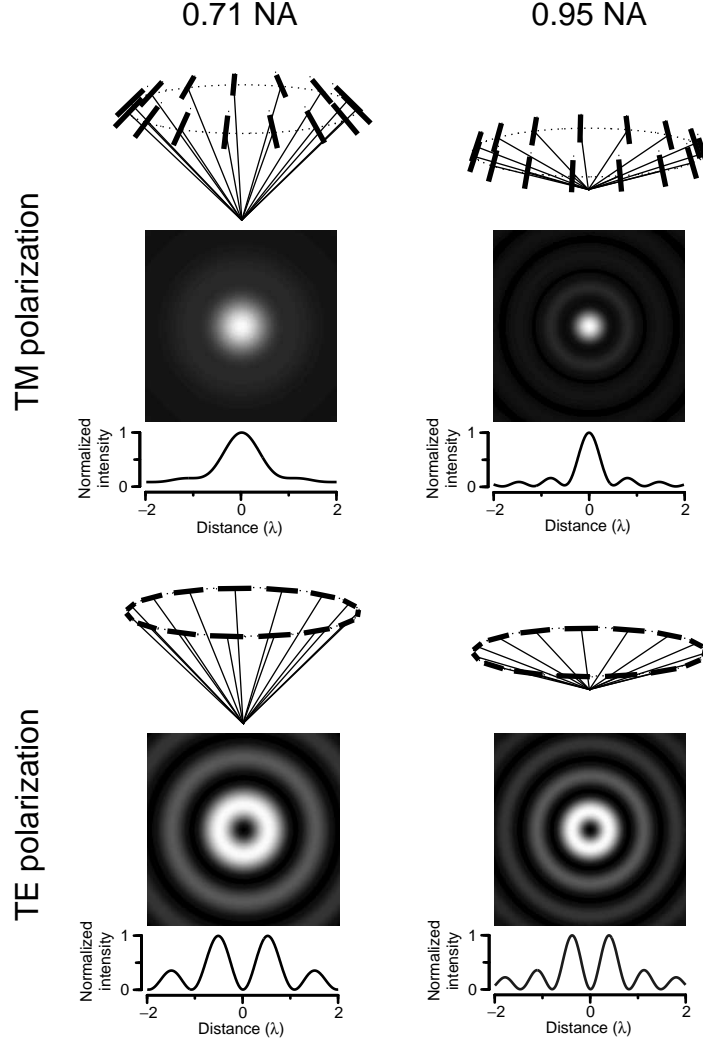 0.71 NA
0.95 NA
TM polarization
Normalized
intensity
1
0
−2
0
2
Distance (λ)
Normalized
intensity
1
0
−2
0
2
Distance (λ)
TE polarization
Normalized
intensity
1
0
−2
0
2
Distance (λ)
Normalized
intensity
1
0
−2
0
2
Distance (λ)